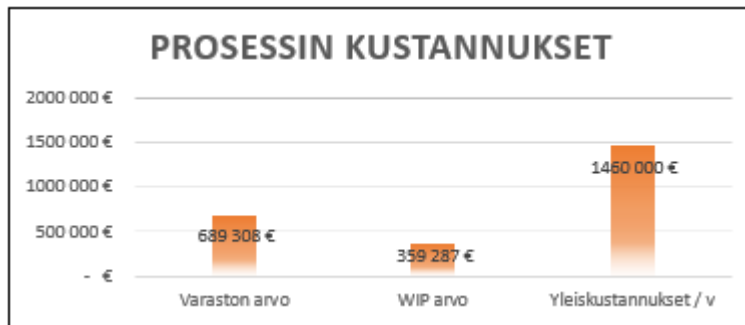 PROSESSIN KUSTANNUKSET
2000 000 €
1500 000 €
1000 000 €
500 000 €
- €
689 308 €
359 287 €
1460 000 €
Varaston arvo
WIP arvo
Yleiskustannukset / v